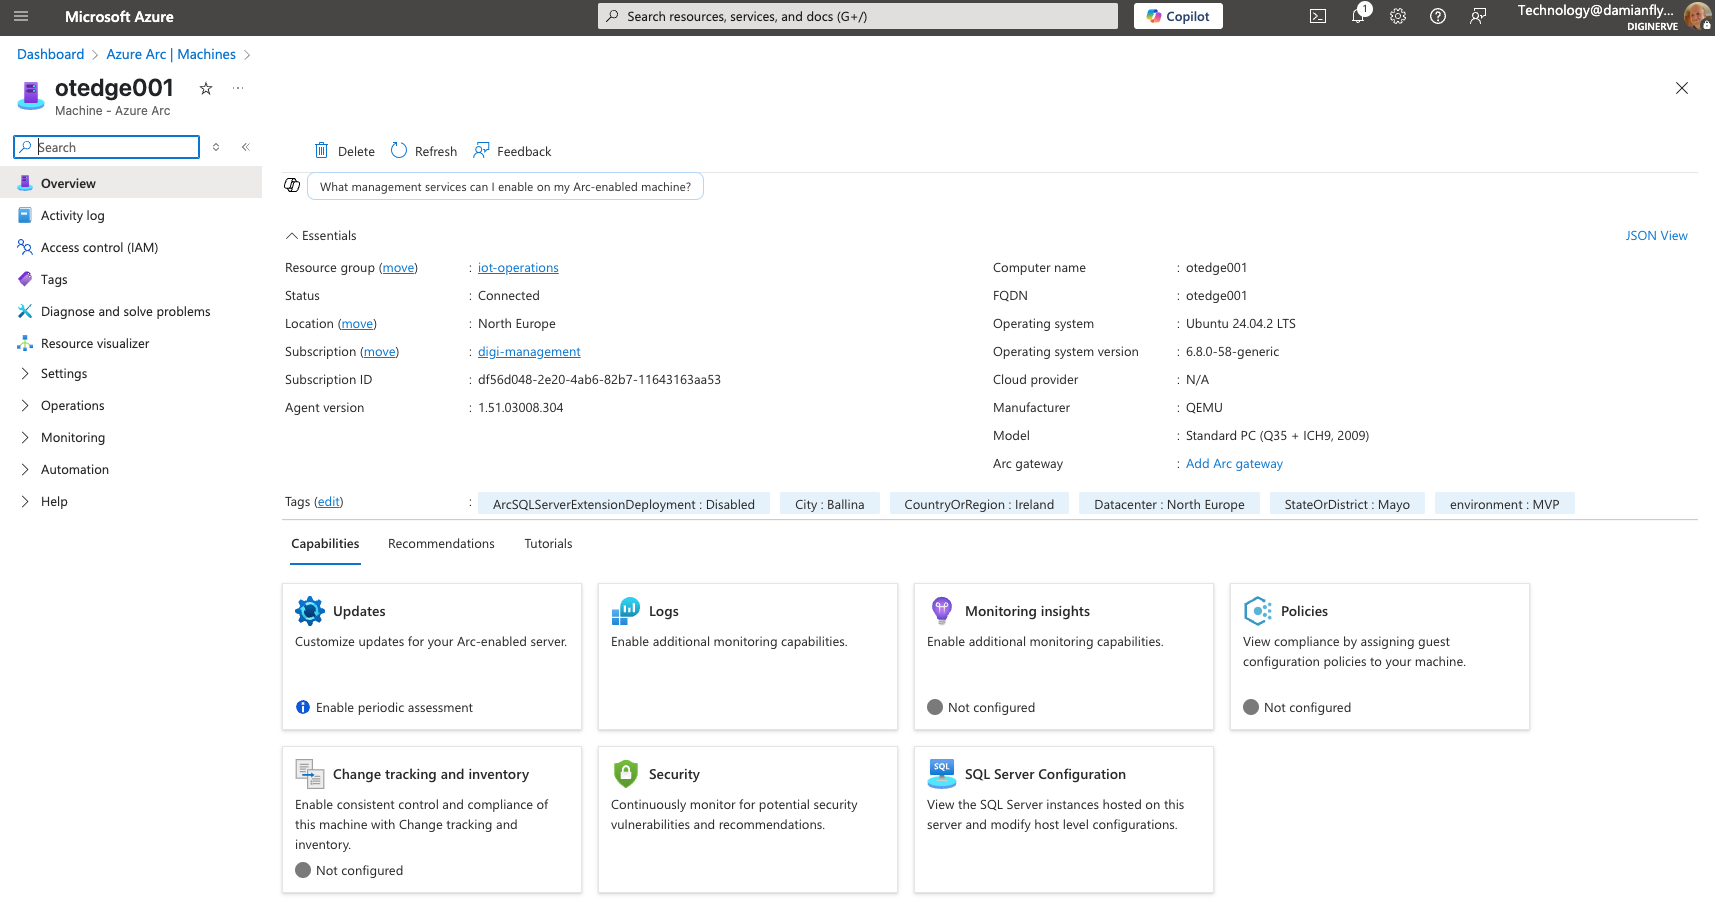 Microsoft Azure
Search resources, services, and docs (G+/)
Copilot
1
Technology@damianfly...
DIGINERVE
Dashboard > Azure Arc | Machines >
otedge001
Machine - Azure Arc
Search
Delete
Refresh
Feedback
What management services can I enable on my Arc-enabled machine?
Overview
Activity log
Access control (IAM)
Tags
Diagnose and solve problems
Resource visualizer
Settings
Operations
Monitoring
Automation
Help
Essentials
JSON View
Resource group (move) : iot-operations
Status : Connected
Location (move) : North Europe
Subscription (move) : digi-management
Subscription ID : df56d048-2e20-4ab6-82b7-11643163aa53
Agent version : 1.51.03008.304
Computer name : otedge001
FQDN : otedge001
Operating system : Ubuntu 24.04.2 LTS
Operating system version : 6.8.0-58-generic
Cloud provider : N/A
Manufacturer : QEMU
Model : Standard PC (Q35 + ICH9, 2009)
Arc gateway : Add Arc gateway
Tags (edit) : ArcSQLServerExtensionDeployment : Disabled City : Ballina CountryOrRegion : Ireland Datacenter : North Europe StateOrDistrict : Mayo environment : MVP
Capabilities Recommendations Tutorials
Updates
Customize updates for your Arc-enabled server.
Enable periodic assessment
Logs
Enable additional monitoring capabilities.
Monitoring insights
Enable additional monitoring capabilities.
Not configured
Policies
View compliance by assigning guest
configuration policies to your machine.
Not configured
Change tracking and inventory
Enable consistent control and compliance of
this machine with Change tracking and
inventory.
Not configured
Security
Continuously monitor for potential security
vulnerabilities and recommendations.
SQL
SQL Server Configuration
View the SQL Server instances hosted on this
server and modify host level configurations.